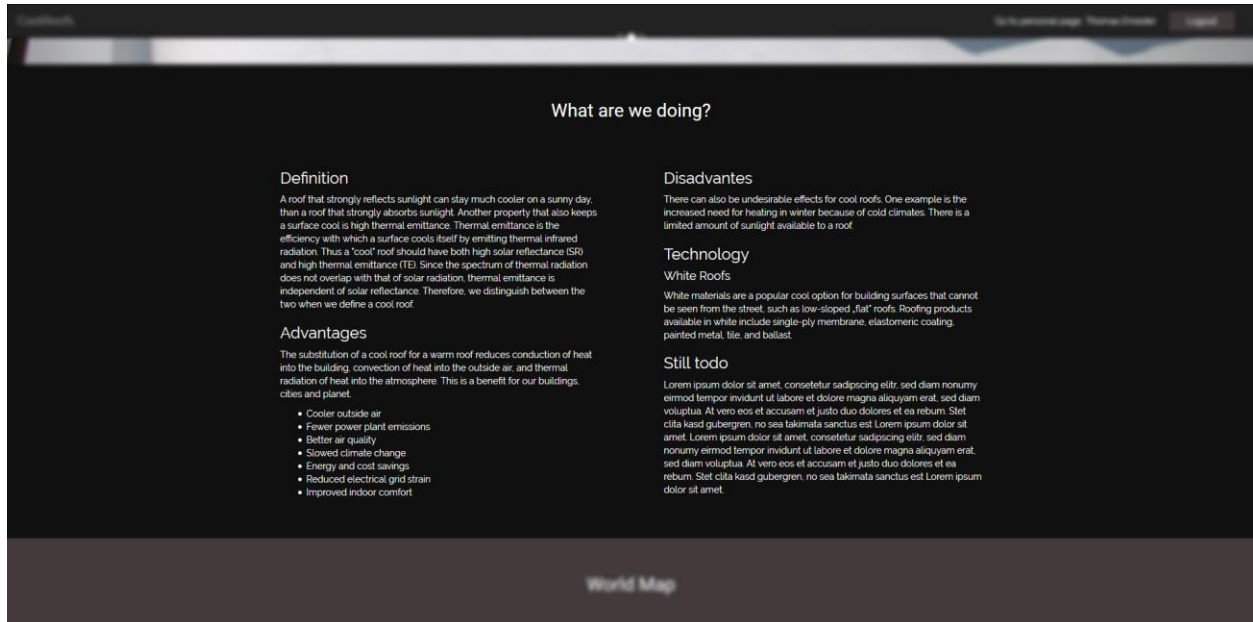 CoolRoofs
Go to personal page: Thomas
Logout
What are we doing?
Definition
A roof that strongly reflects sunlight can stay much cooler on a sunny day,
than a roof that strongly absorbs sunlight. Another property that also keeps
a surface cool is high thermal emittance. Thermal emittance is the
efficiency with which a surface cools itself by emitting thermal infrared
radiation. Thus a "cool" roof should have both high solar reflectance (SR)
and high thermal emittance (TE). Since the spectrum of thermal radiation
does not overlap with that of solar radiation, thermal emittance is
independent of solar reflectance. Therefore, we distinguish between the
two when we define a cool roof.
Advantages
The substitution of a cool roof for a warm roof reduces conduction of heat
into the building, convection of heat into the outside air, and thermal
radiation of heat into the atmosphere. This is a benefit for our buildings,
cities and planet.
• Cooler outside air
• Fewer power plant emissions
• Better air quality
• Slowed climate change
• Energy and cost savings
• Reduced electrical grid strain
• Improved indoor comfort
Disadvantes
There can also be undesirable effects for cool roofs. One example is the
increased need for heating in winter because of cold climates. There is a
limited amount of sunlight available to a roof.
Technology
White Roofs
White materials are a popular cool option for building surfaces that cannot
be seen from the street, such as low-sloped „flat" roofs. Roofing products
available in white include single-ply membrane, elastomeric coating,
painted metal, tile, and ballast.
Still todo
Lorem ipsum dolor sit amet, consetetur sadipscing elitr, sed diam nonumy
eirmod tempor invidunt ut labore et dolore magna aliquyam erat, sed diam
voluptua. At vero eos et accusam et justo duo dolores et ea rebum. Stet
clita kasd gubergren, no sea takimata sanctus est Lorem ipsum dolor sit
amet. Lorem ipsum dolor sit amet, consetetur sadipscing elitr, sed diam
nonumy eirmod tempor invidunt ut labore et dolore magna aliquyam erat,
sed diam voluptua. At vero eos et accusam et justo duo dolores et ea
rebum. Stet clita kasd gubergren, no sea takimata sanctus est Lorem ipsum
dolor sit amet.
World Map